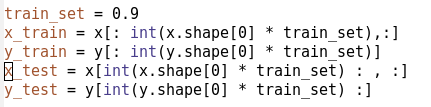 train_set = 0.9
x_train = x[: int(x.shape[0] * train_set),:]
y_train = y[: int(y.shape[0] * train_set)]
x_test = x[int(x.shape[0] * train_set) : , :]
y_test = y[int(y.shape[0] * train_set) :]